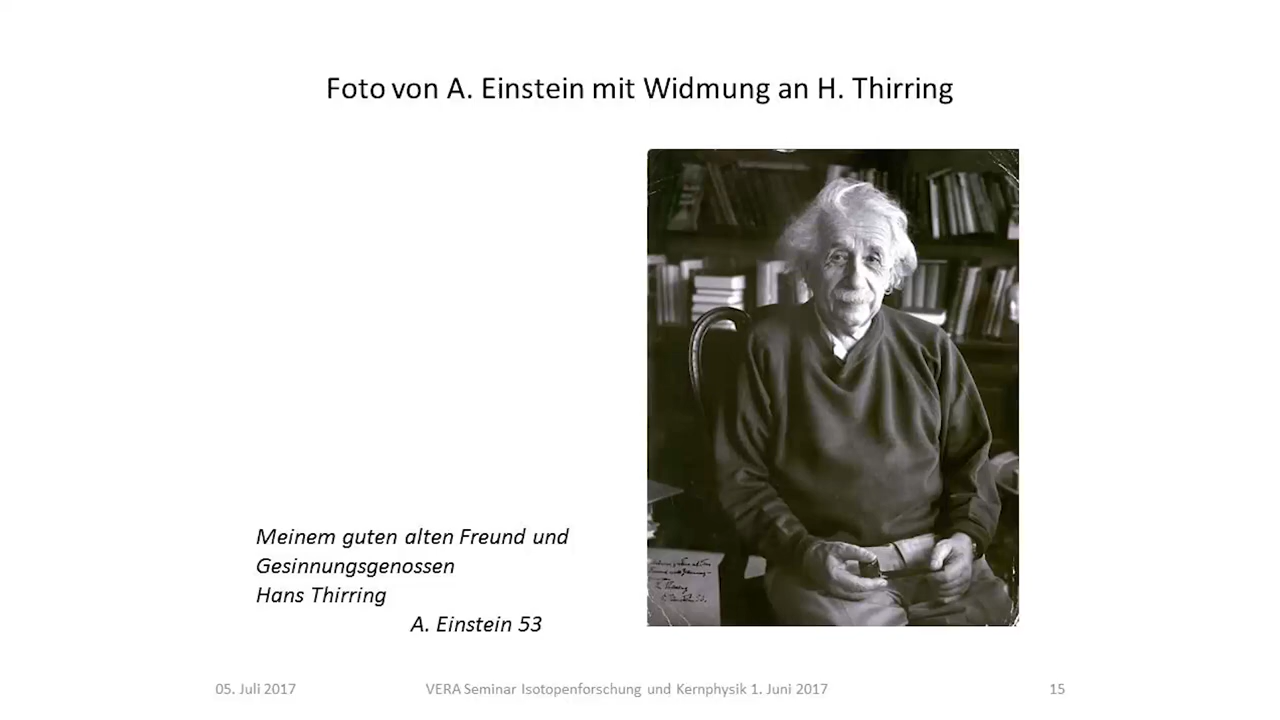 Foto von A. Einstein mit Widmung an H. Thirring
Meinem guten alten Freund und
Gesinnungsgenossen
Hans Thirring
A. Einstein 53
05. Juli 2017
VERA Seminar Isotopenforschung und Kernphysik 1. Juni 2017
15